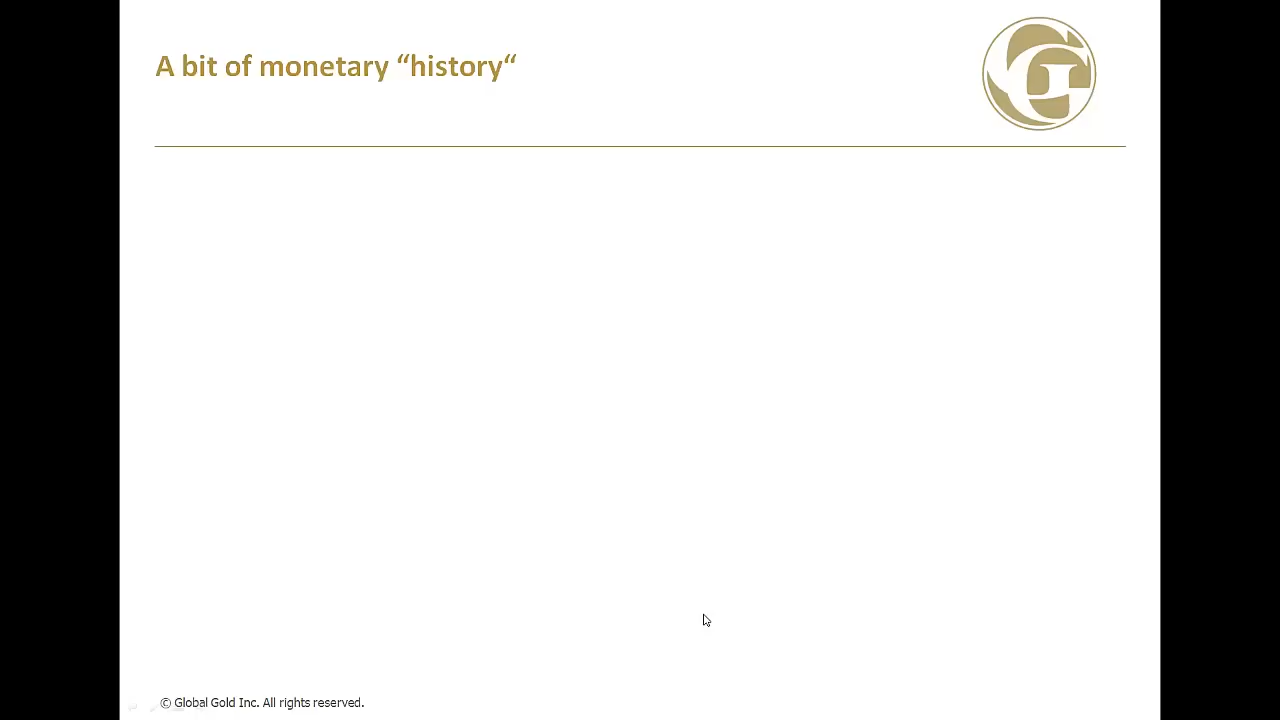 A bit of monetary “history“
© Global Gold Inc. All rights reserved.